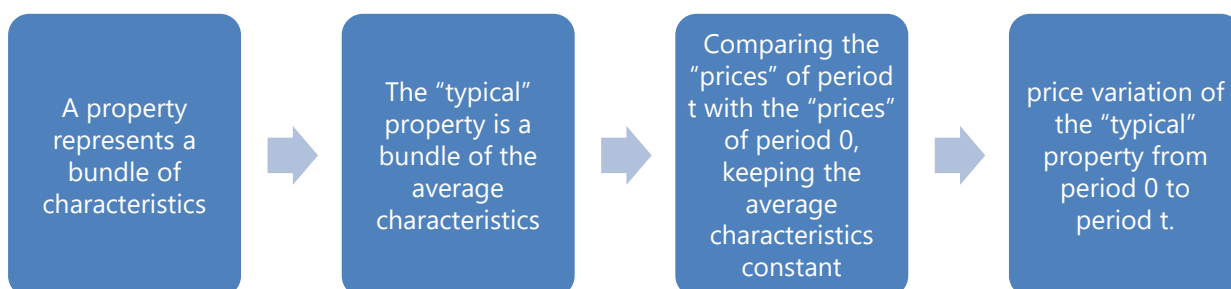 A property
represents a
bundle of
characteristics
The “typical”
property is a
bundle of the
average
characteristics
Comparing the
“prices” of period
t with the “prices”
of period 0,
keeping the
average
characteristics
constant
price variation of
the “typical”
property from
period 0 to
period t.